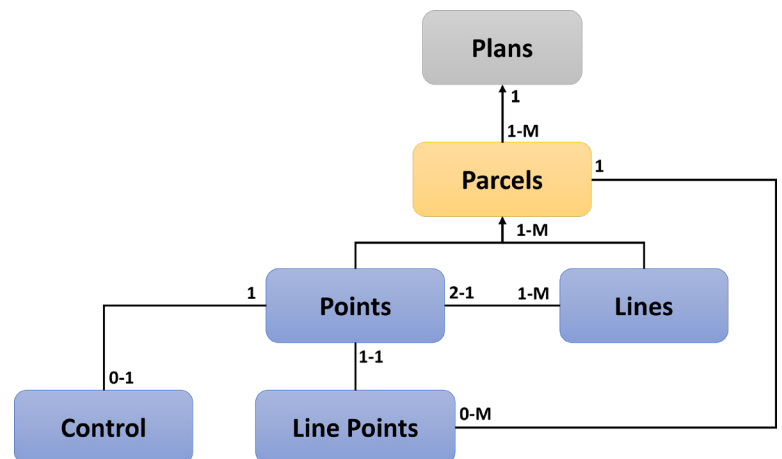 Plans
1
1-M
Parcels
1
1-M
Points
1
2-1
1-M
Lines
1-1
0-1
Control
Line Points
0-M